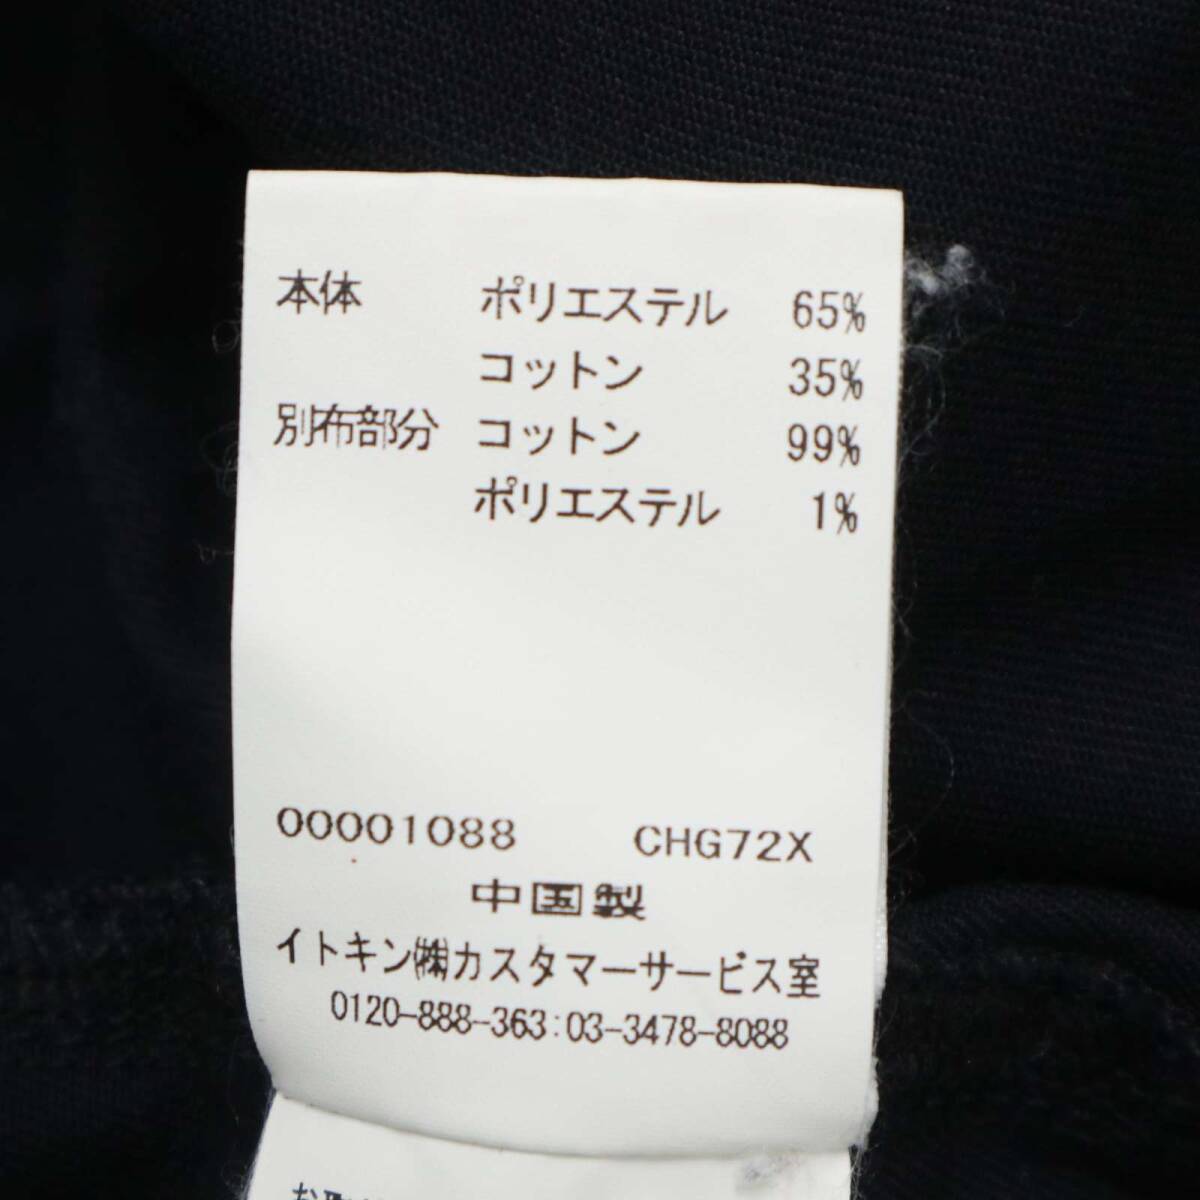 本体 ポリエステル 65%
コットン 35%
別布部分 コットン 99%
ポリエステル 1%
00001088 CHG72X
中国製
イトキン㈱カスタマーサービス室
0120-888-363:03-3478-8088